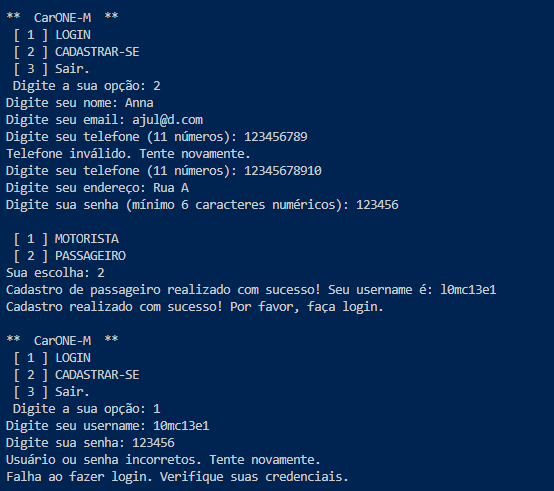 **  CarONE-M  **
 [ 1 ] LOGIN
 [ 2 ] CADASTRAR-SE
 [ 3 ] Sair.
 Digite a sua opção: 2
Digite seu nome: Anna
Digite seu email: ajul@d.com
Digite seu telefone (11 números): 123456789
Telefone inválido. Tente novamente.
Digite seu telefone (11 números): 12345678910
Digite seu endereço: Rua A
Digite sua senha (mínimo 6 caracteres numéricos): 123456
 [ 1 ] MOTORISTA
 [ 2 ] PASSAGEIRO
Sua escolha: 2
Cadastro de passageiro realizado com sucesso! Seu username é: l0mc13e1
Cadastro realizado com sucesso! Por favor, faça login.
**  CarONE-M  **
 [ 1 ] LOGIN
 [ 2 ] CADASTRAR-SE
 [ 3 ] Sair.
 Digite a sua opção: 1
Digite seu username: 10mc13e1
Digite sua senha: 123456
Usuário ou senha incorretos. Tente novamente.
Falha ao fazer login. Verifique suas credenciais.